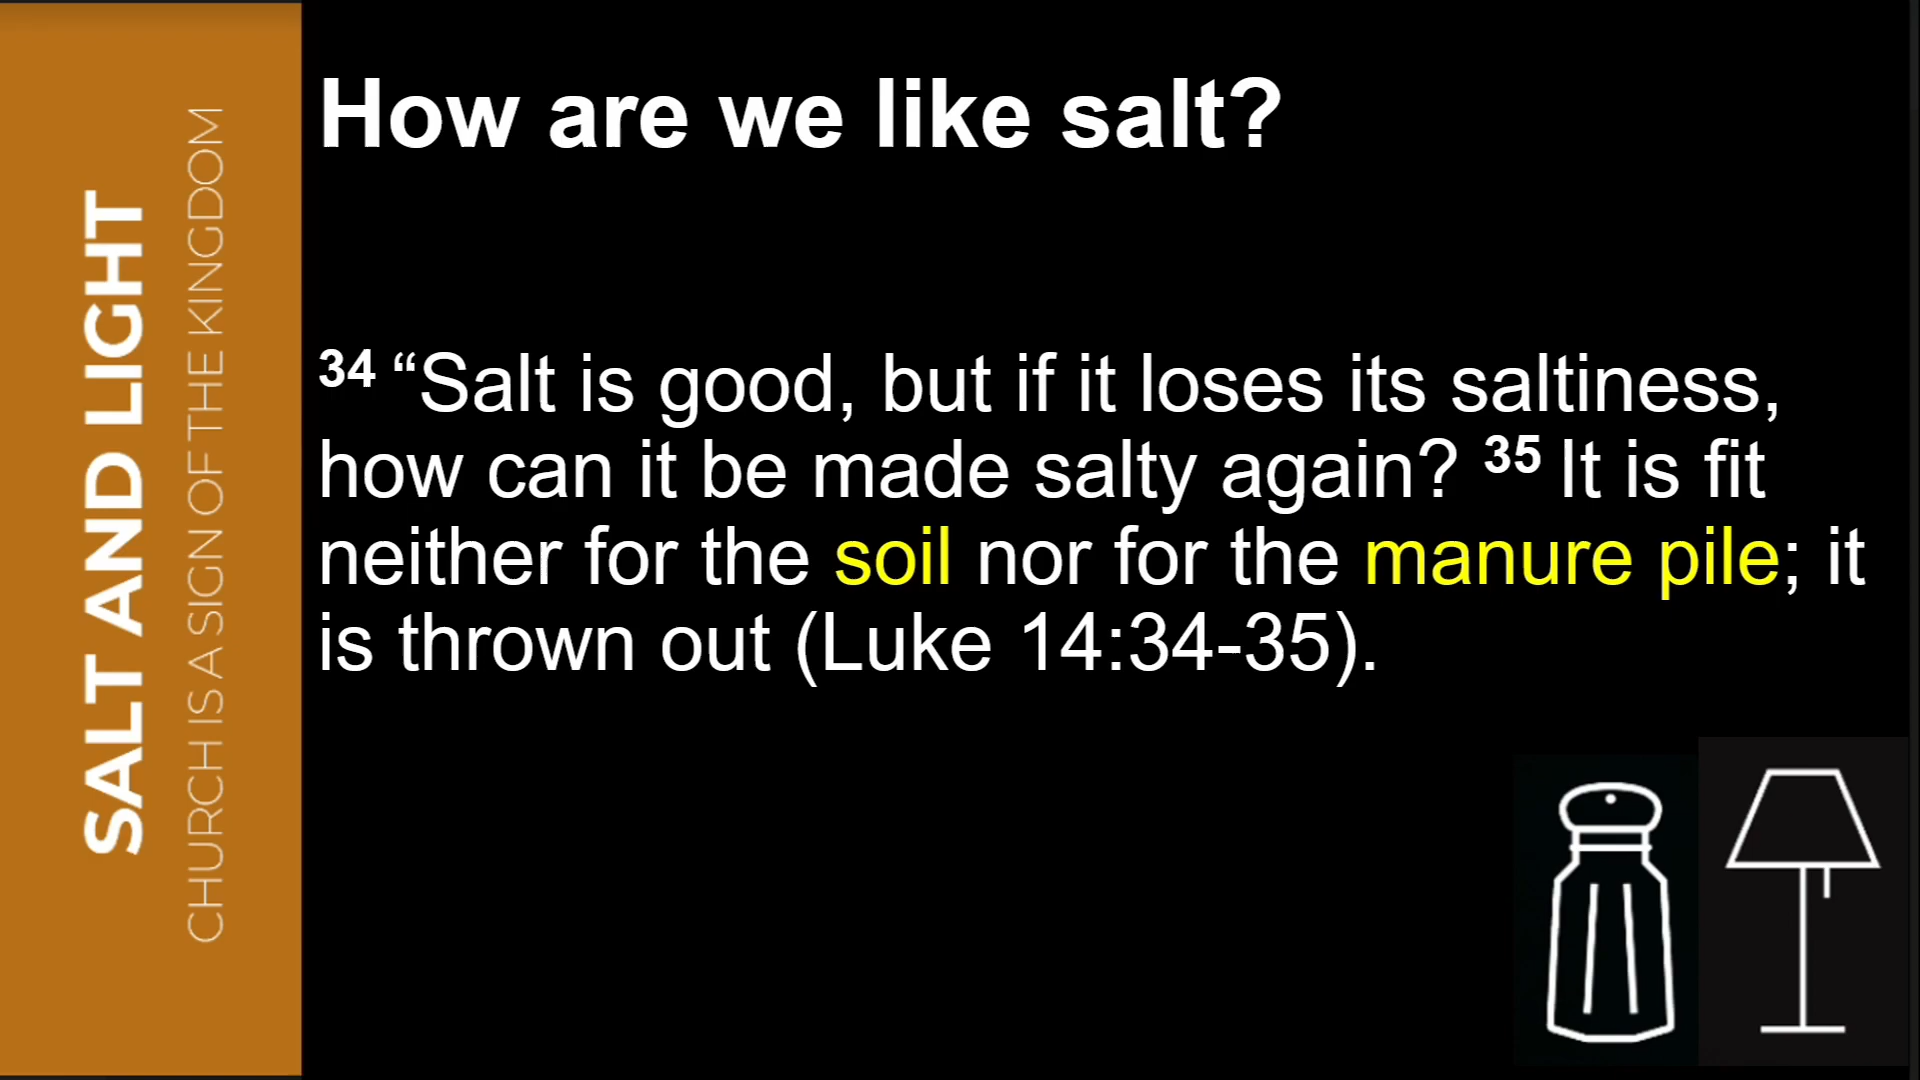 SALT AND LIGHT
CHURCH IS A SIGN OF THE KINGDOM
How are we like salt?
34 “Salt is good, but if it loses its saltiness,
how can it be made salty again? 35 It is fit
neither for the soil nor for the manure pile; it
is thrown out (Luke 14:34-35).